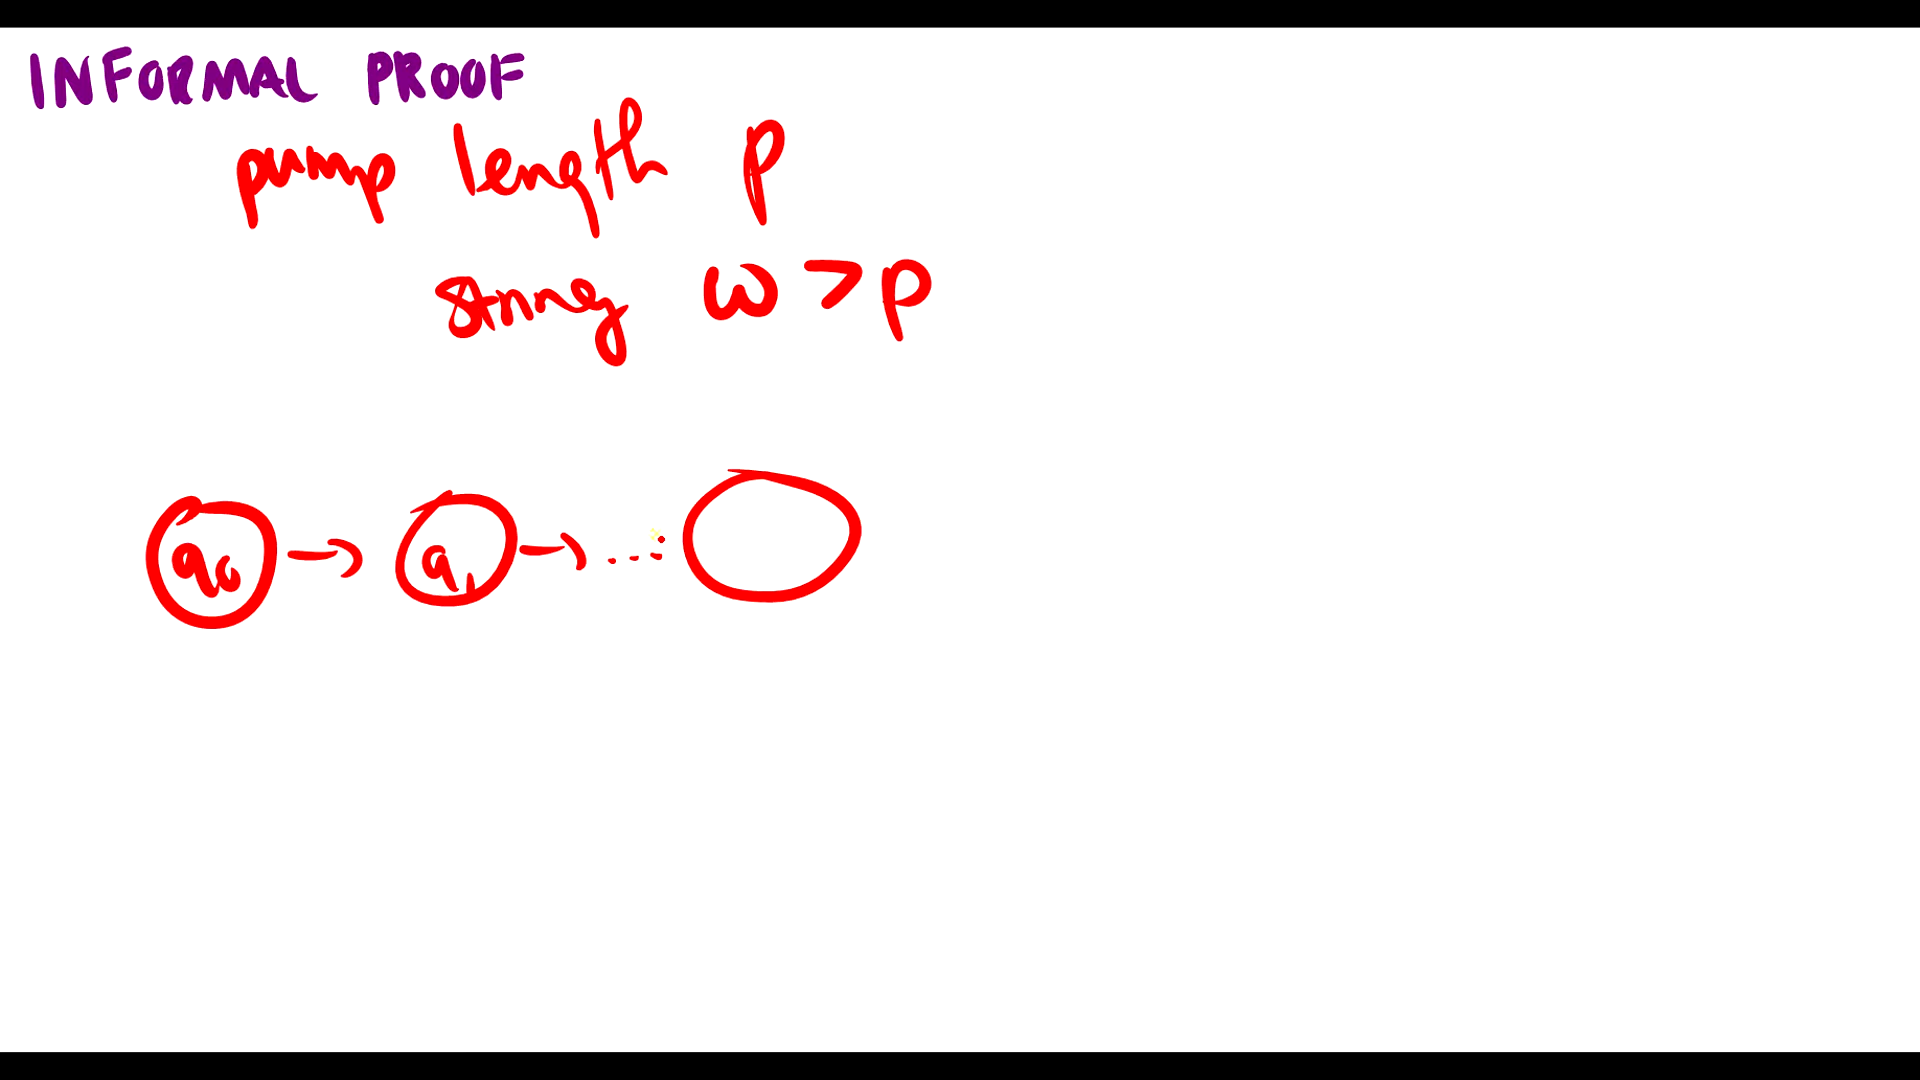 INFORMAL PROOF
pump length p
string w > p
q0 → q1 → ...